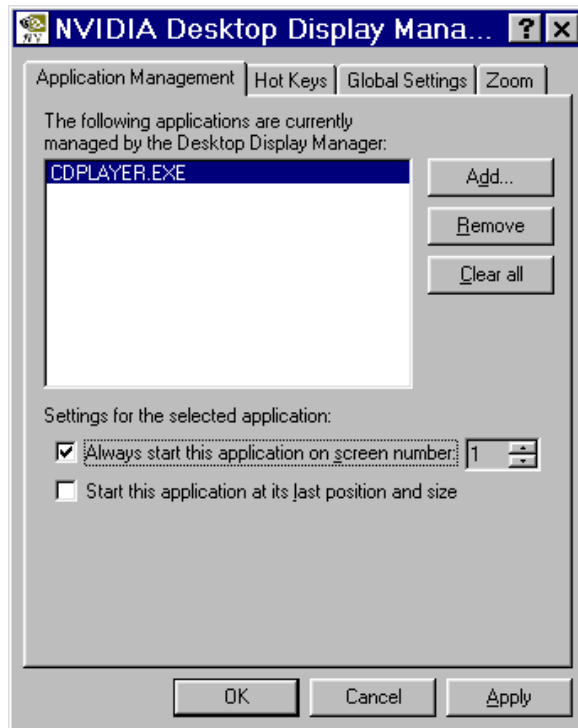 NVIDIA Desktop Display Mana...
Application Management Hot Keys Global Settings Zoom
The following applications are currently
managed by the Desktop Display Manager:
CDPLAYER.EXE
Add...
Remove
Clear all
Settings for the selected application:
Always start this application on screen number: 1
Start this application at its last position and size
OK Cancel Apply